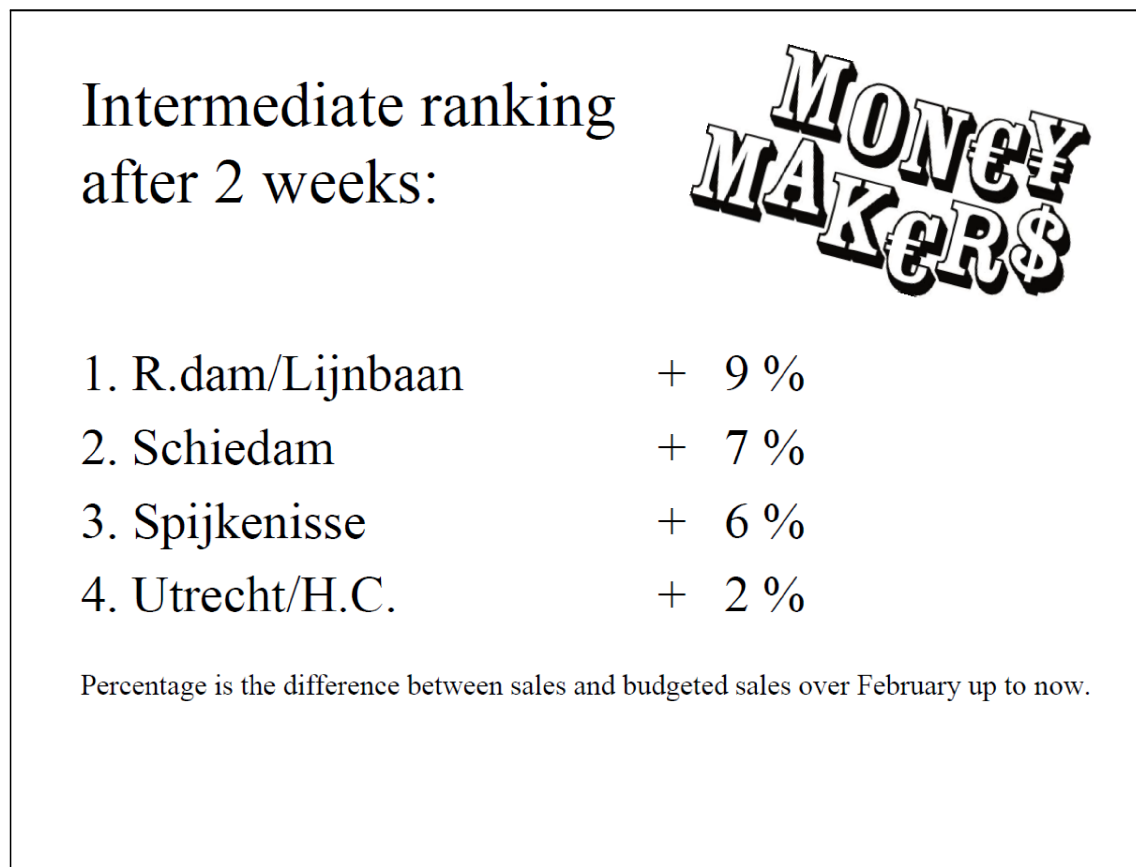 Intermediate ranking
after 2 weeks:
MON€¥
MAK€R$
1. R.dam/Lijnbaan + 9 %
2. Schiedam + 7 %
3. Spijkenisse + 6 %
4. Utrecht/H.C. + 2 %
Percentage is the difference between sales and budgeted sales over February up to now.